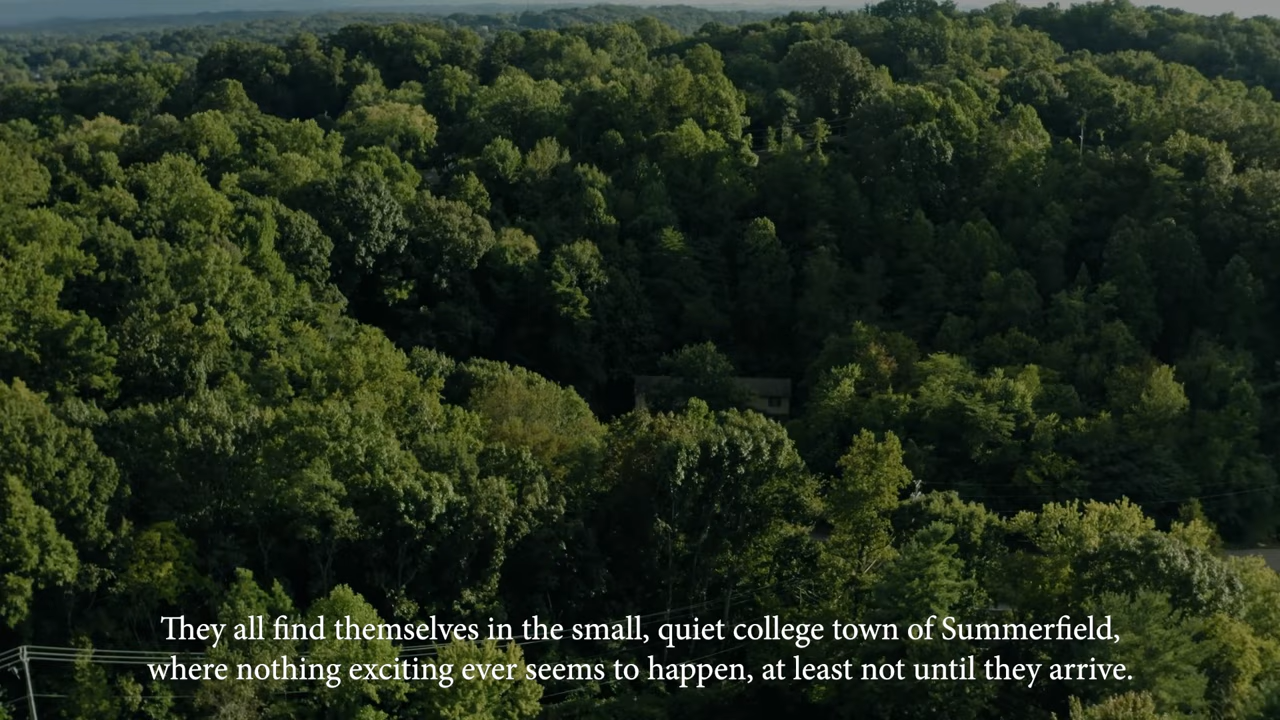 They all find themselves in the small, quiet college town of Summerfield,
where nothing exciting ever seems to happen, at least not until they arrive.